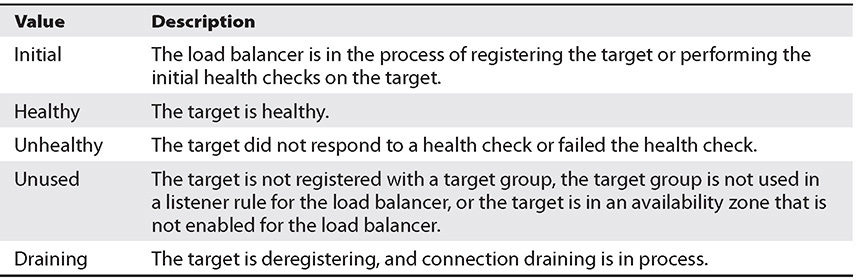 Value Description
Initial The load balancer is in the process of registering the target or performing the
initial health checks on the target.
Healthy The target is healthy.
Unhealthy The target did not respond to a health check or failed the health check.
Unused The target is not registered with a target group, the target group is not used in
a listener rule for the load balancer, or the target is in an availability zone that is
not enabled for the load balancer.
Draining The target is deregistering, and connection draining is in process.